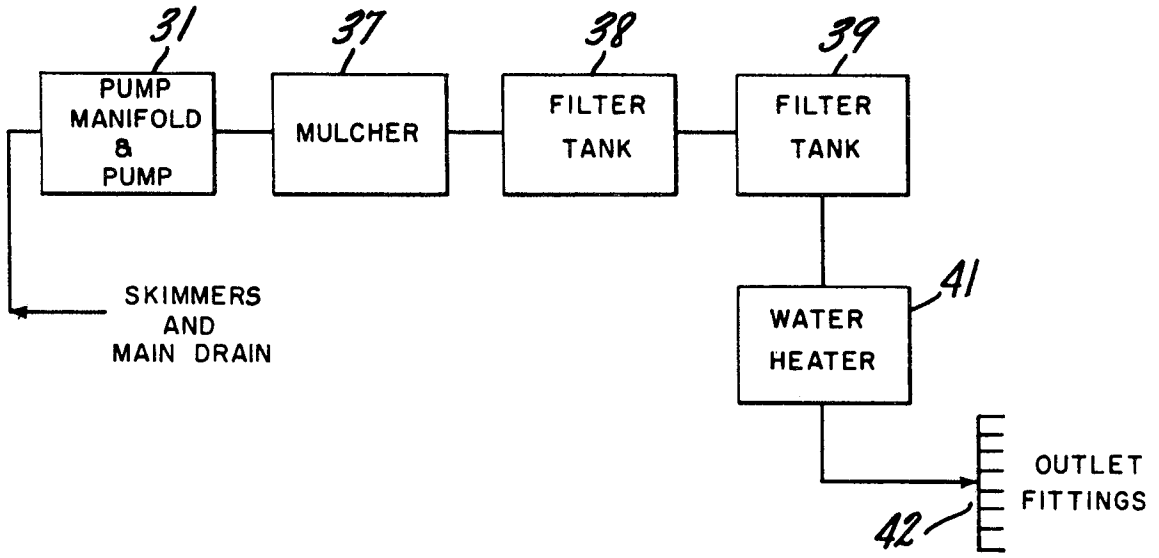 31
37
38
39
PUMP
MANIFOLD
&
PUMP
MULCHER
FILTER
TANK
FILTER
TANK
SKIMMERS
AND
MAIN DRAIN
41
WATER
HEATER
OUTLET
FITTINGS
42